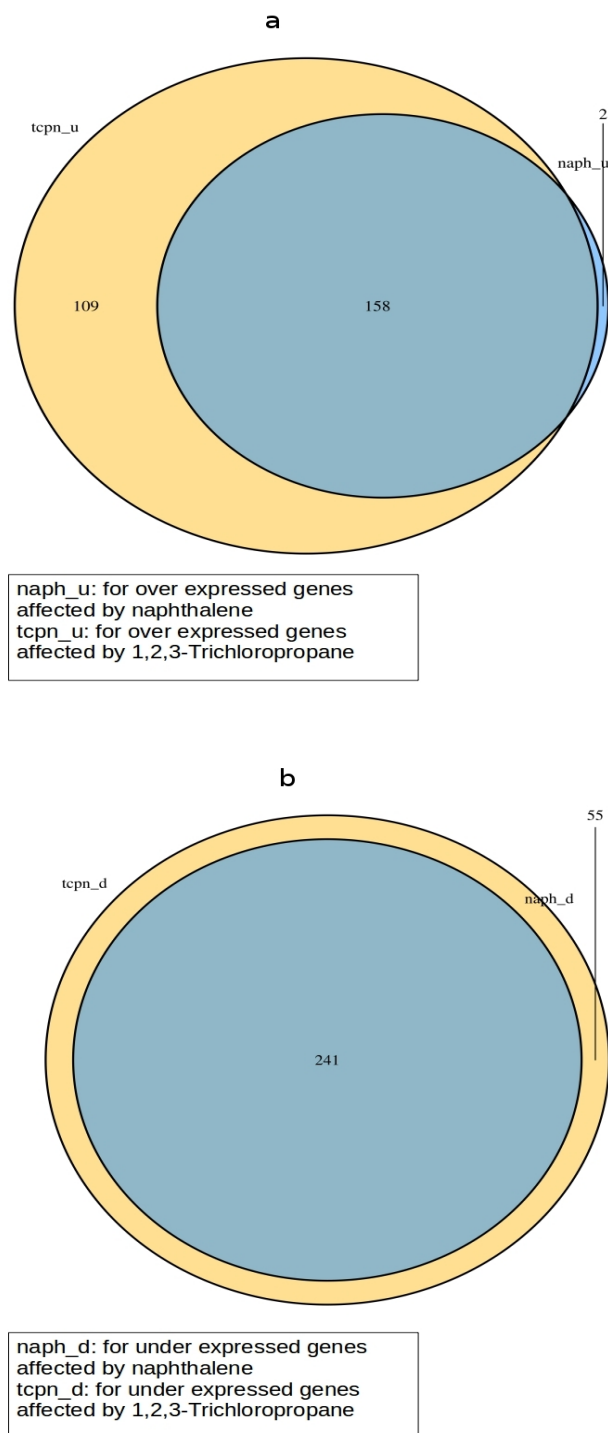 a
2
tcpn_u
naph_u
109
158
naph_u: for over expressed genes
affected by naphthalene
tcpn_u: for over expressed genes
affected by 1,2,3-Trichloropropane
b
55
tcpn_d
naph_d
241
naph_d: for under expressed genes
affected by naphthalene
tcpn_d: for under expressed genes
affected by 1,2,3-Trichloropropane